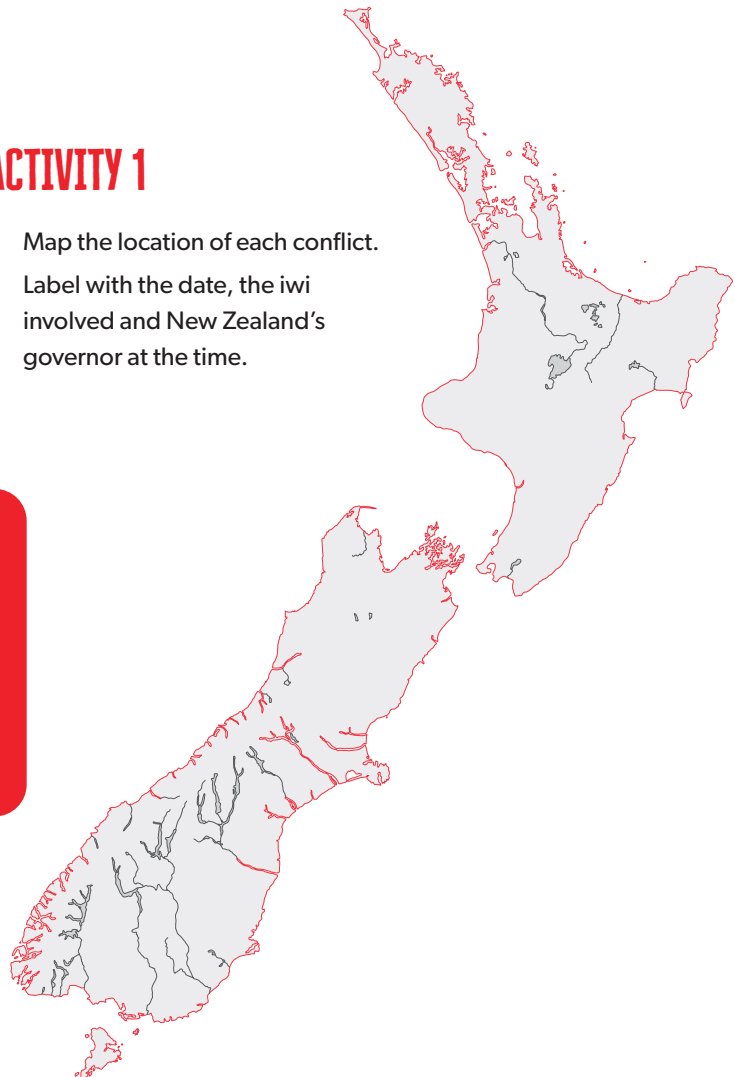 ACTIVITY 1
Map the location of each conflict.
Label with the date, the iwi
involved and New Zealand's
governor at the time.